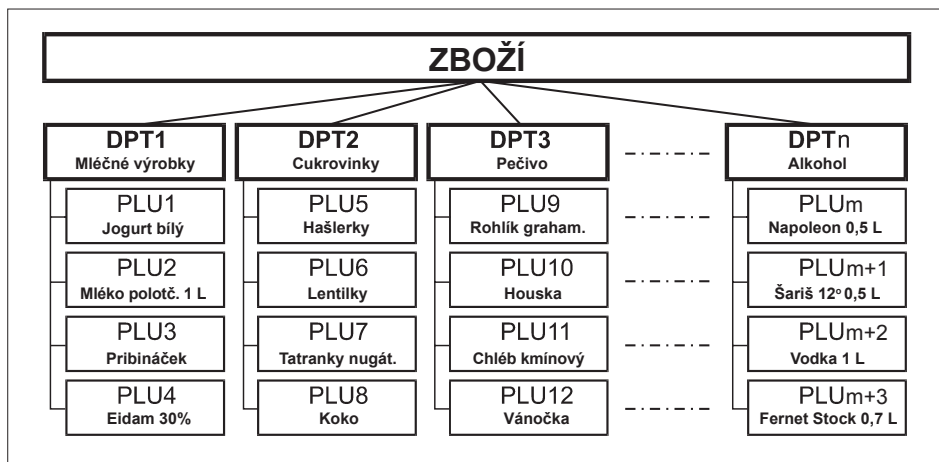 ZBOŽÍ
DPT1
Mléčné výrobky
PLU1
Jogurt bílý
PLU2
Mléko polotč. 1 L
PLU3
Pribináček
PLU4
Eidam 30%
DPT2
Cukrovinky
PLU5
Hašlerky
PLU6
Lentilky
PLU7
Tatranky nugát.
PLU8
Koko
DPT3
Pečivo
PLU9
Rohlík graham.
PLU10
Houska
PLU11
Chléb kmínový
PLU12
Vánočka
DPTn
Alkohol
PLUm
Napoleon 0,5 L
PLUm+1
Šariš 12º 0,5 L
PLUm+2
Vodka 1 L
PLUm+3
Fernet Stock 0,7 L